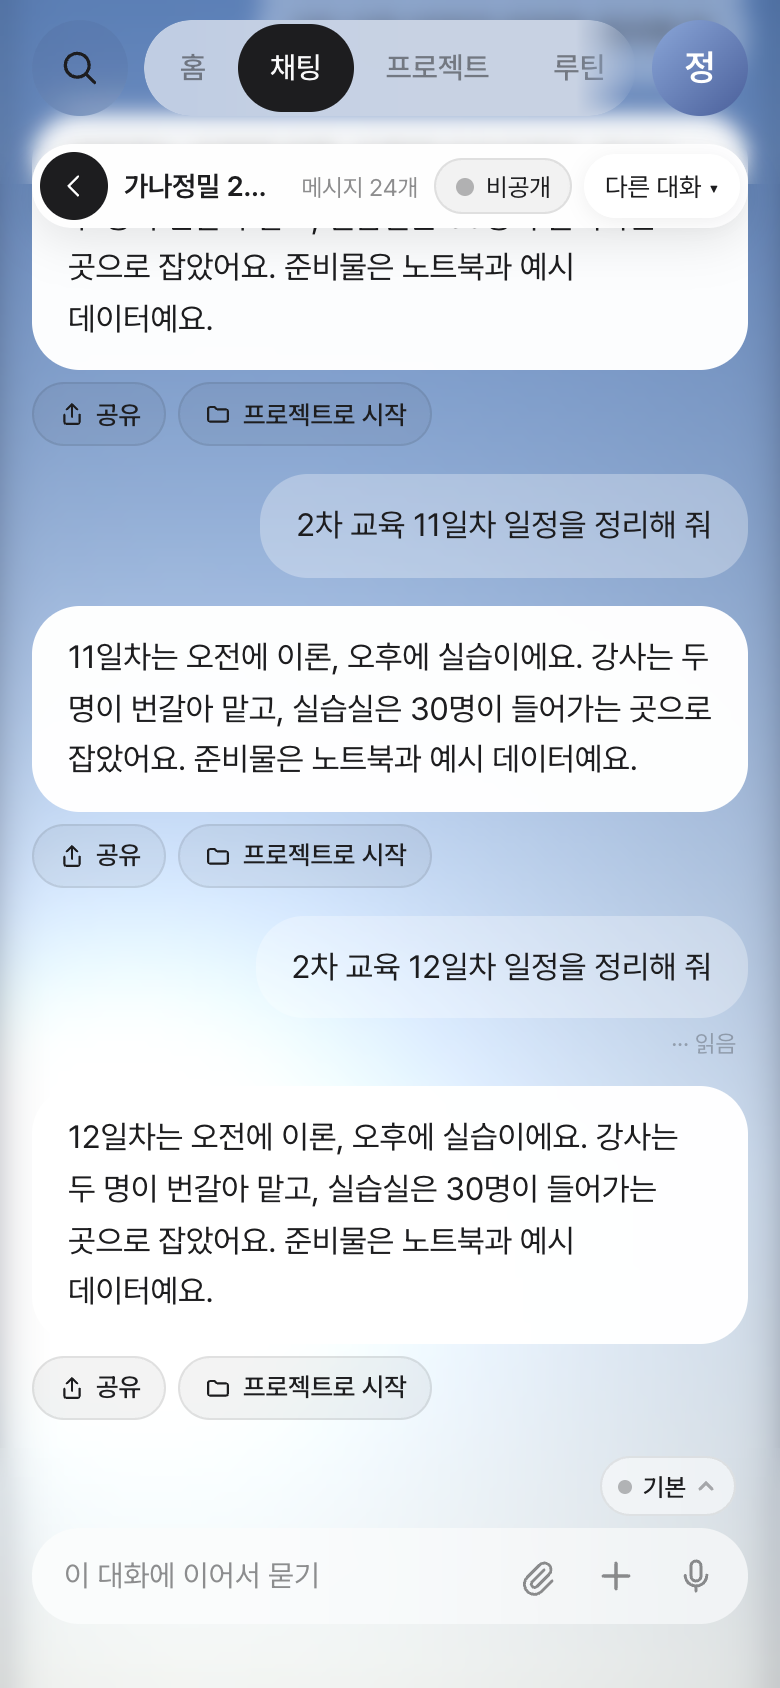 홈
채팅
프로젝트
루틴
정
가나정밀 2...
메시지 24개
비공개
다른 대화
곳으로 잡았어요. 준비물은 노트북과 예시
데이터예요.
공유
프로젝트로 시작
2차 교육 11일차 일정을 정리해 줘
11일차는 오전에 이론, 오후에 실습이에요. 강사는 두
명이 번갈아 맡고, 실습실은 30명이 들어가는 곳으로
잡았어요. 준비물은 노트북과 예시 데이터예요.
공유
프로젝트로 시작
2차 교육 12일차 일정을 정리해 줘
··· 읽음
12일차는 오전에 이론, 오후에 실습이에요. 강사는
두 명이 번갈아 맡고, 실습실은 30명이 들어가는
곳으로 잡았어요. 준비물은 노트북과 예시
데이터예요.
공유
프로젝트로 시작
기본
이 대화에 이어서 묻기